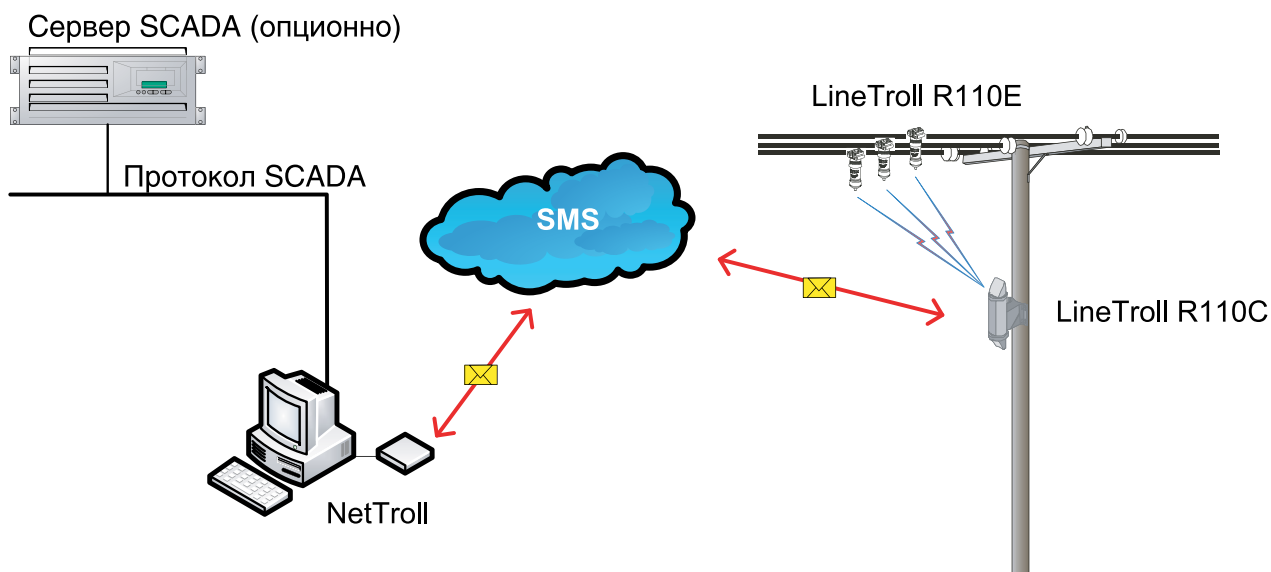 Сервер SCADA (опционно)
LineTroll R110E
Протокол SCADA
SMS
LineTroll R110C
NetTroll